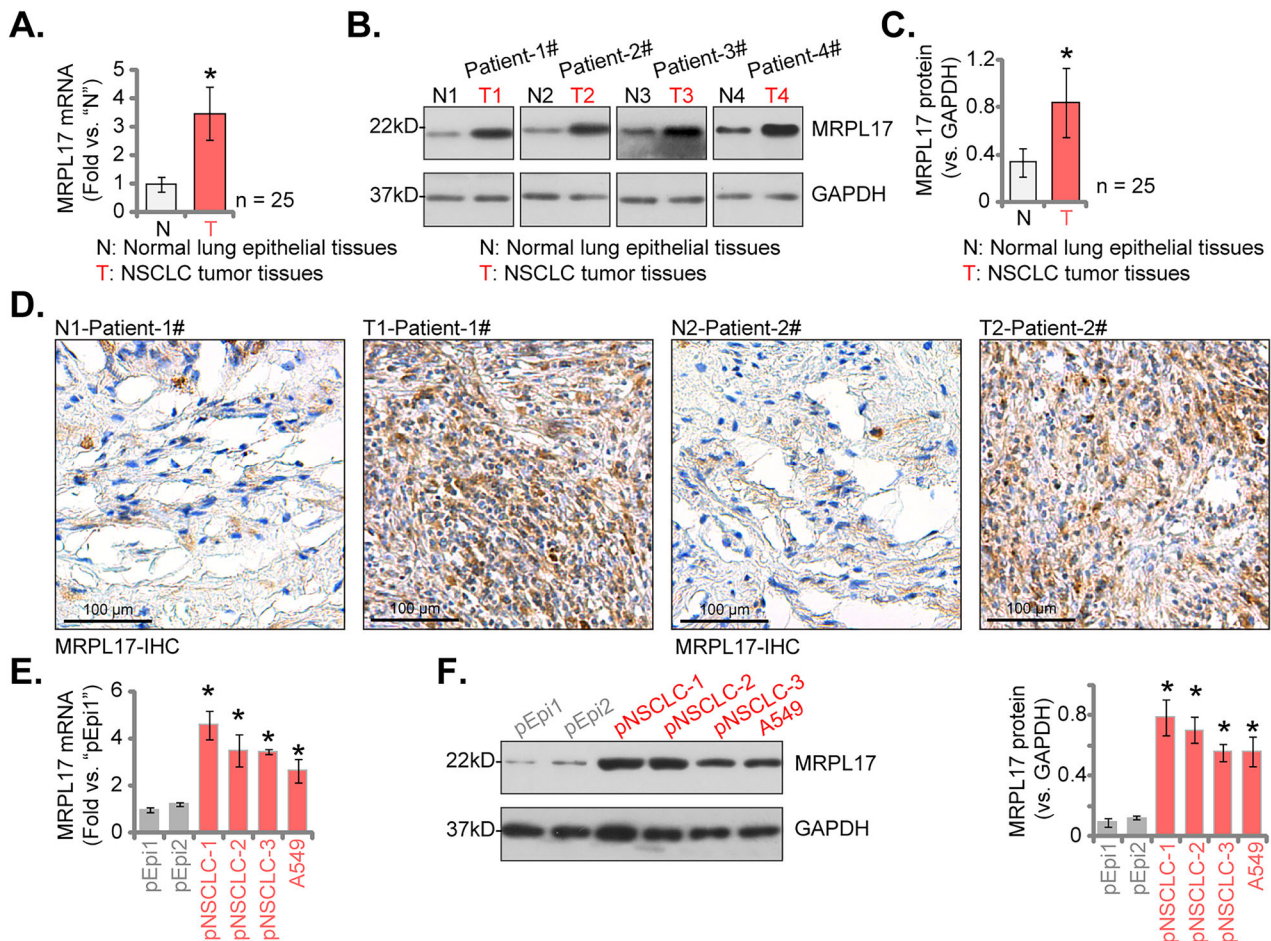 A.
MRPL17 mRNA
(Fold vs. “N”)
5
4
3
2
1
0
*
N
T
n = 25
N: Normal lung epithelial tissues
T: NSCLC tumor tissues
B.
Patient-1#
Patient-2#
Patient-3#
Patient-4#
N1 T1 N2 T2 N3 T3 N4 T4
22kD
MRPL17
37kD
GAPDH
N: Normal lung epithelial tissues
T: NSCLC tumor tissues
C.
MRPL17 protein
(vs. GAPDH)
1.2
0.8
0.4
0
*
N
T
n = 25
N: Normal lung epithelial tissues
T: NSCLC tumor tissues
D.
N1-Patient-1#
T1-Patient-1#
N2-Patient-2#
T2-Patient-2#
100 µm
100 µm
100 µm
100 µm
MRPL17-IHC
MRPL17-IHC
E.
MRPL17 mRNA
(Fold vs. “pEpi1”)
6
4
2
0
* * * *
pEpi1
pEpi2
pNSCLC-1
pNSCLC-2
pNSCLC-3
A549
F.
pEpi1
pEpi2
pNSCLC-1
pNSCLC-2
pNSCLC-3
A549
22kD
MRPL17
37kD
GAPDH
MRPL17 protein
(vs. GAPDH)
0.8
0.4
0
* * * *
pEpi1
pEpi2
pNSCLC-1
pNSCLC-2
pNSCLC-3
A549